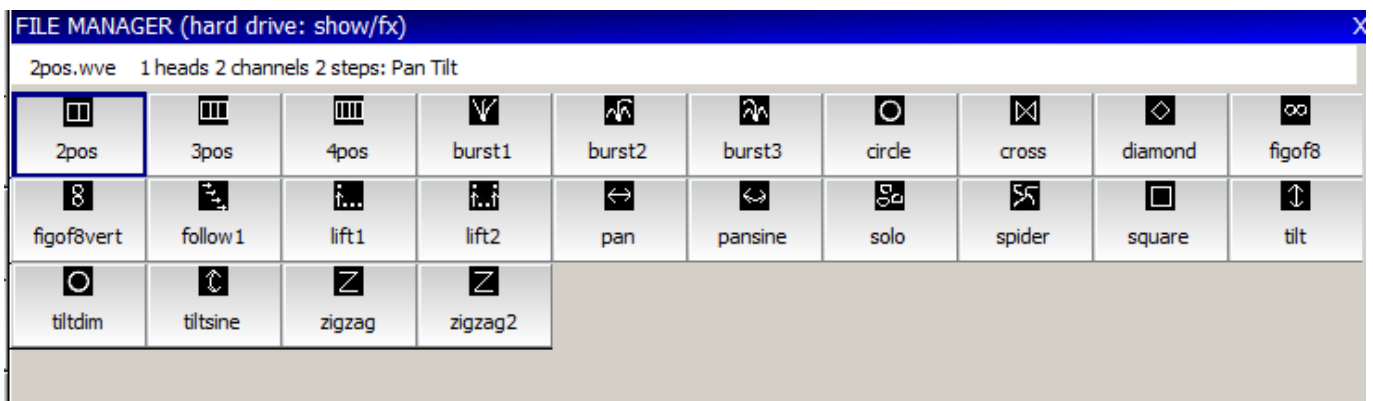 FILE MANAGER (hard drive: show/fx) X
2pos.wve 1 heads 2 channels 2 steps: Pan Tilt
2pos 3pos 4pos burst1 burst2 burst3 circle cross diamond figof8
figof8vert follow1 lift1 lift2 pan pansine solo spider square tilt
tiltdim tiltsine zigzag zigzag2